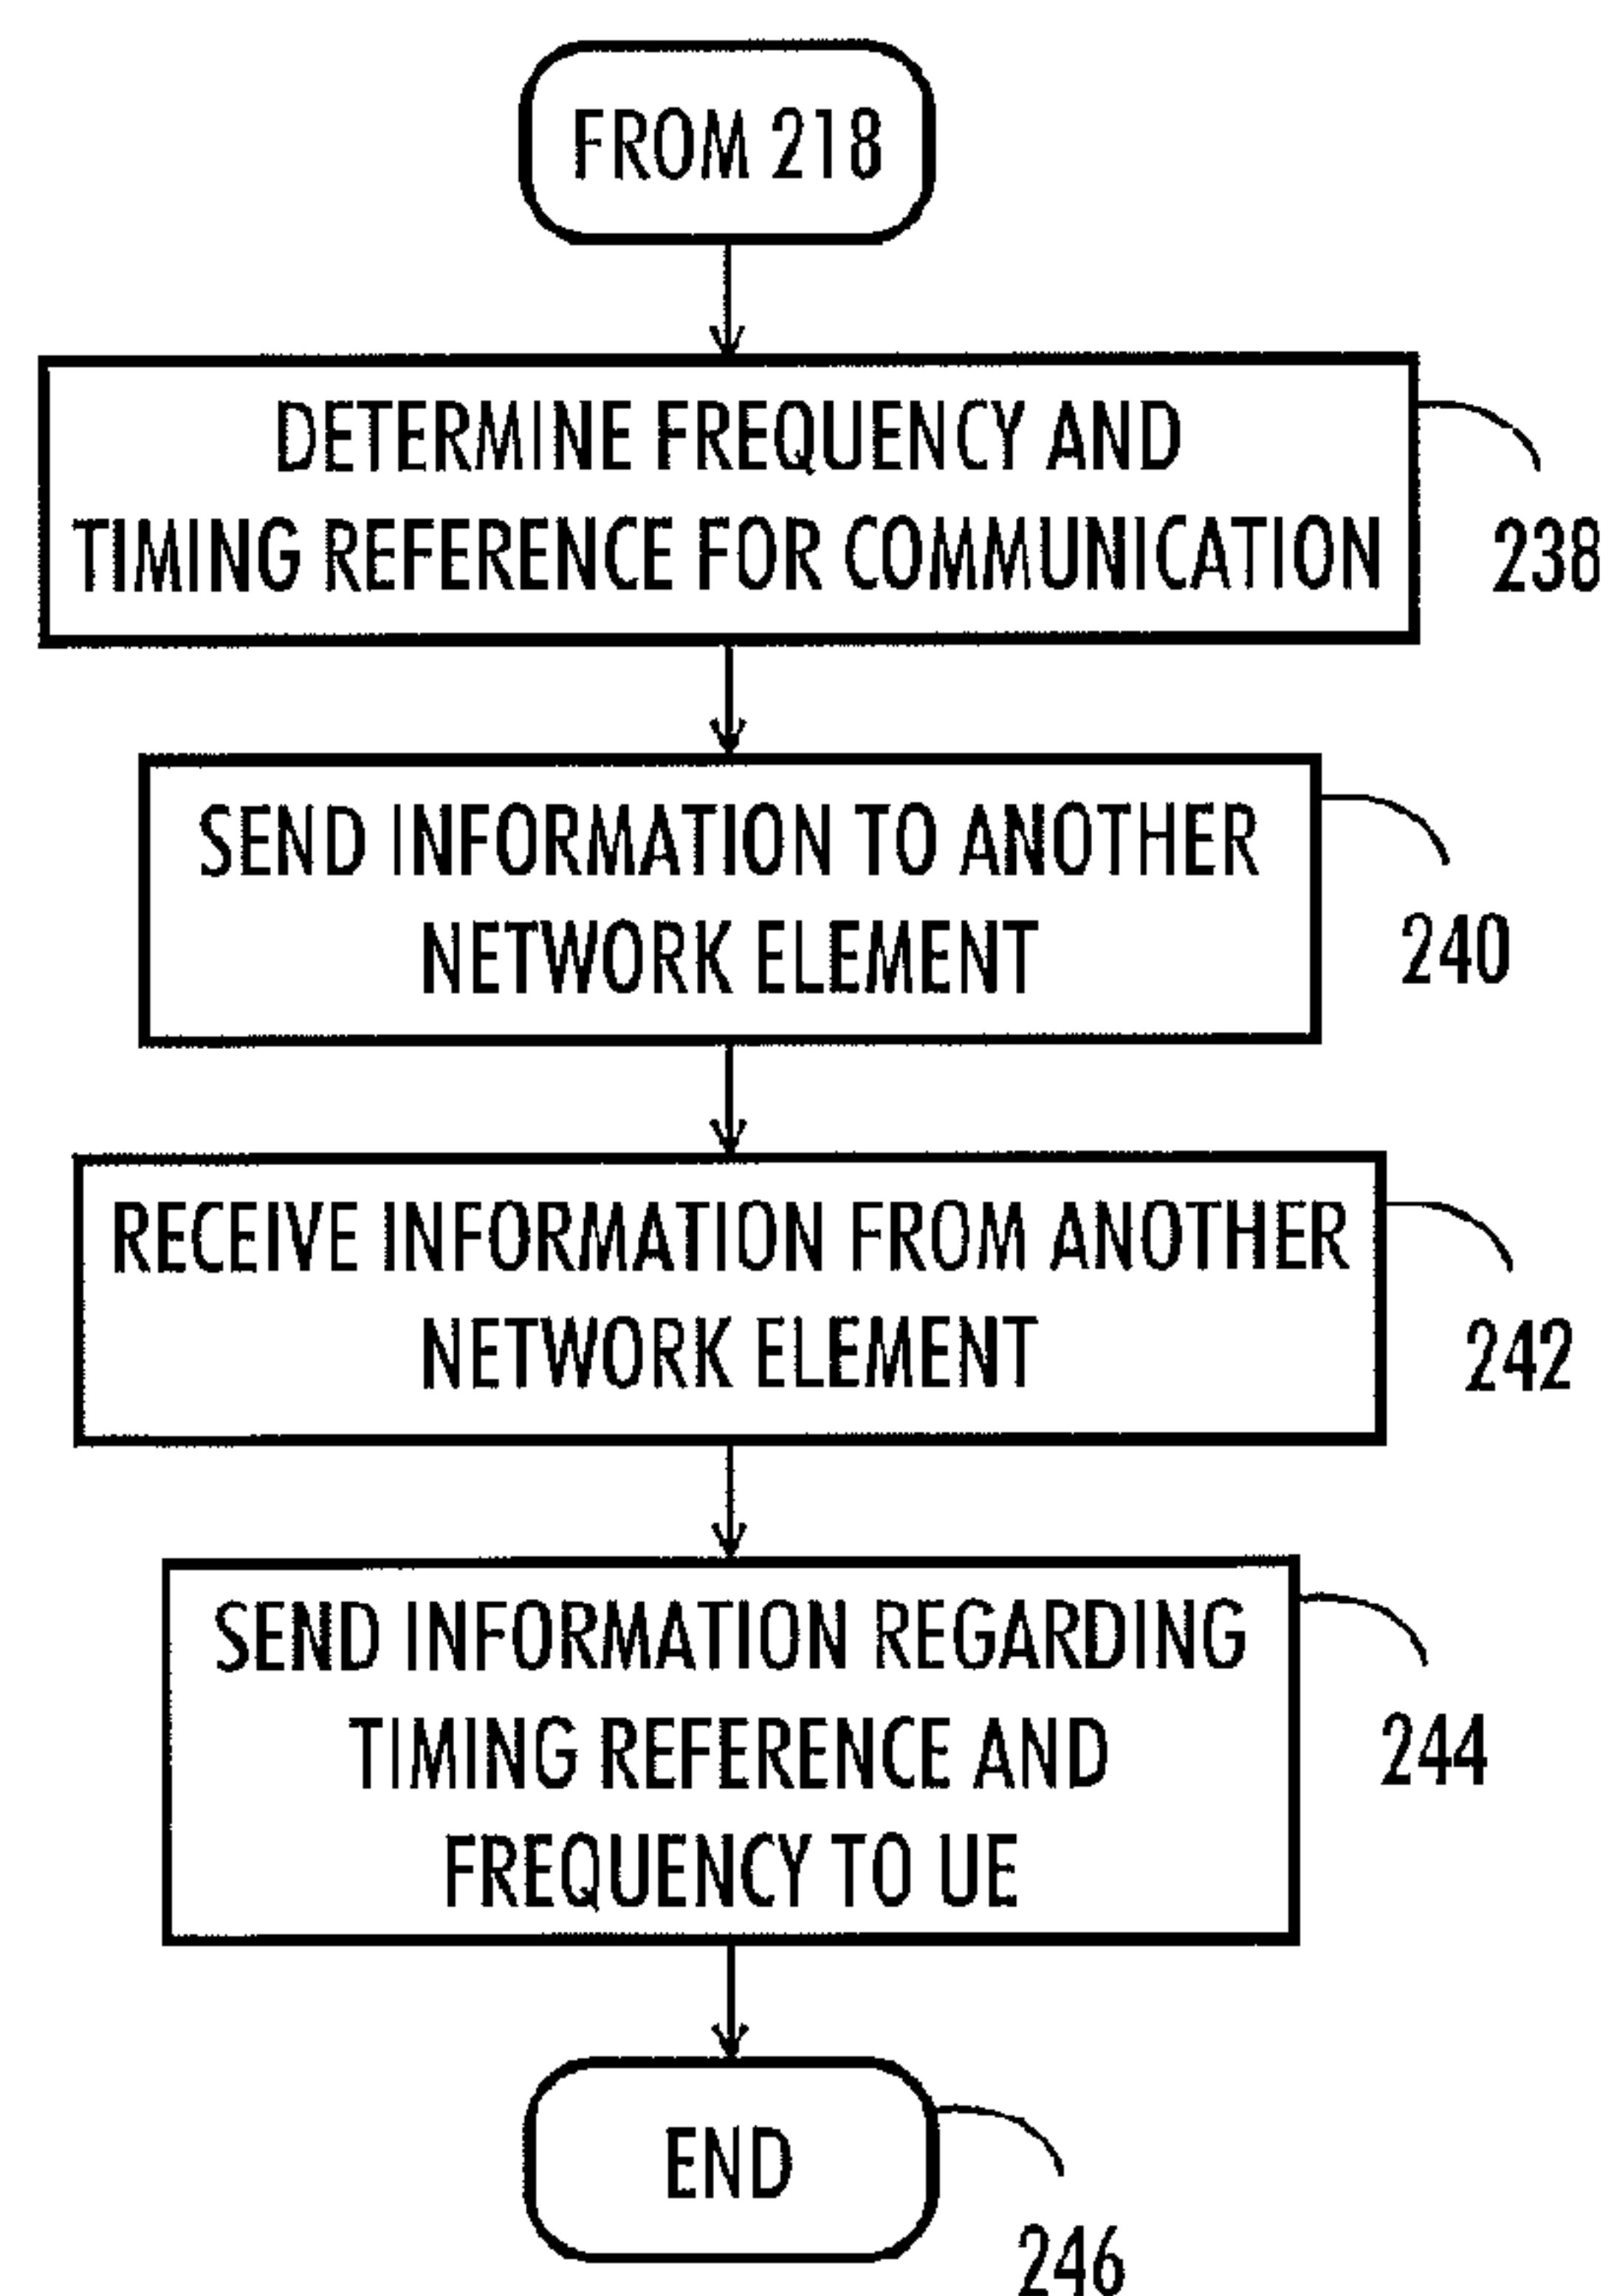 FROM 218
DETERMINE FREQUENCY AND
TIMING REFERENCE FOR COMMUNICATION
238
SEND INFORMATION TO ANOTHER
NETWORK ELEMENT
240
RECEIVE INFORMATION FROM ANOTHER
NETWORK ELEMENT
242
SEND INFORMATION REGARDING
TIMING REFERENCE AND
FREQUENCY TO UE
244
END
246